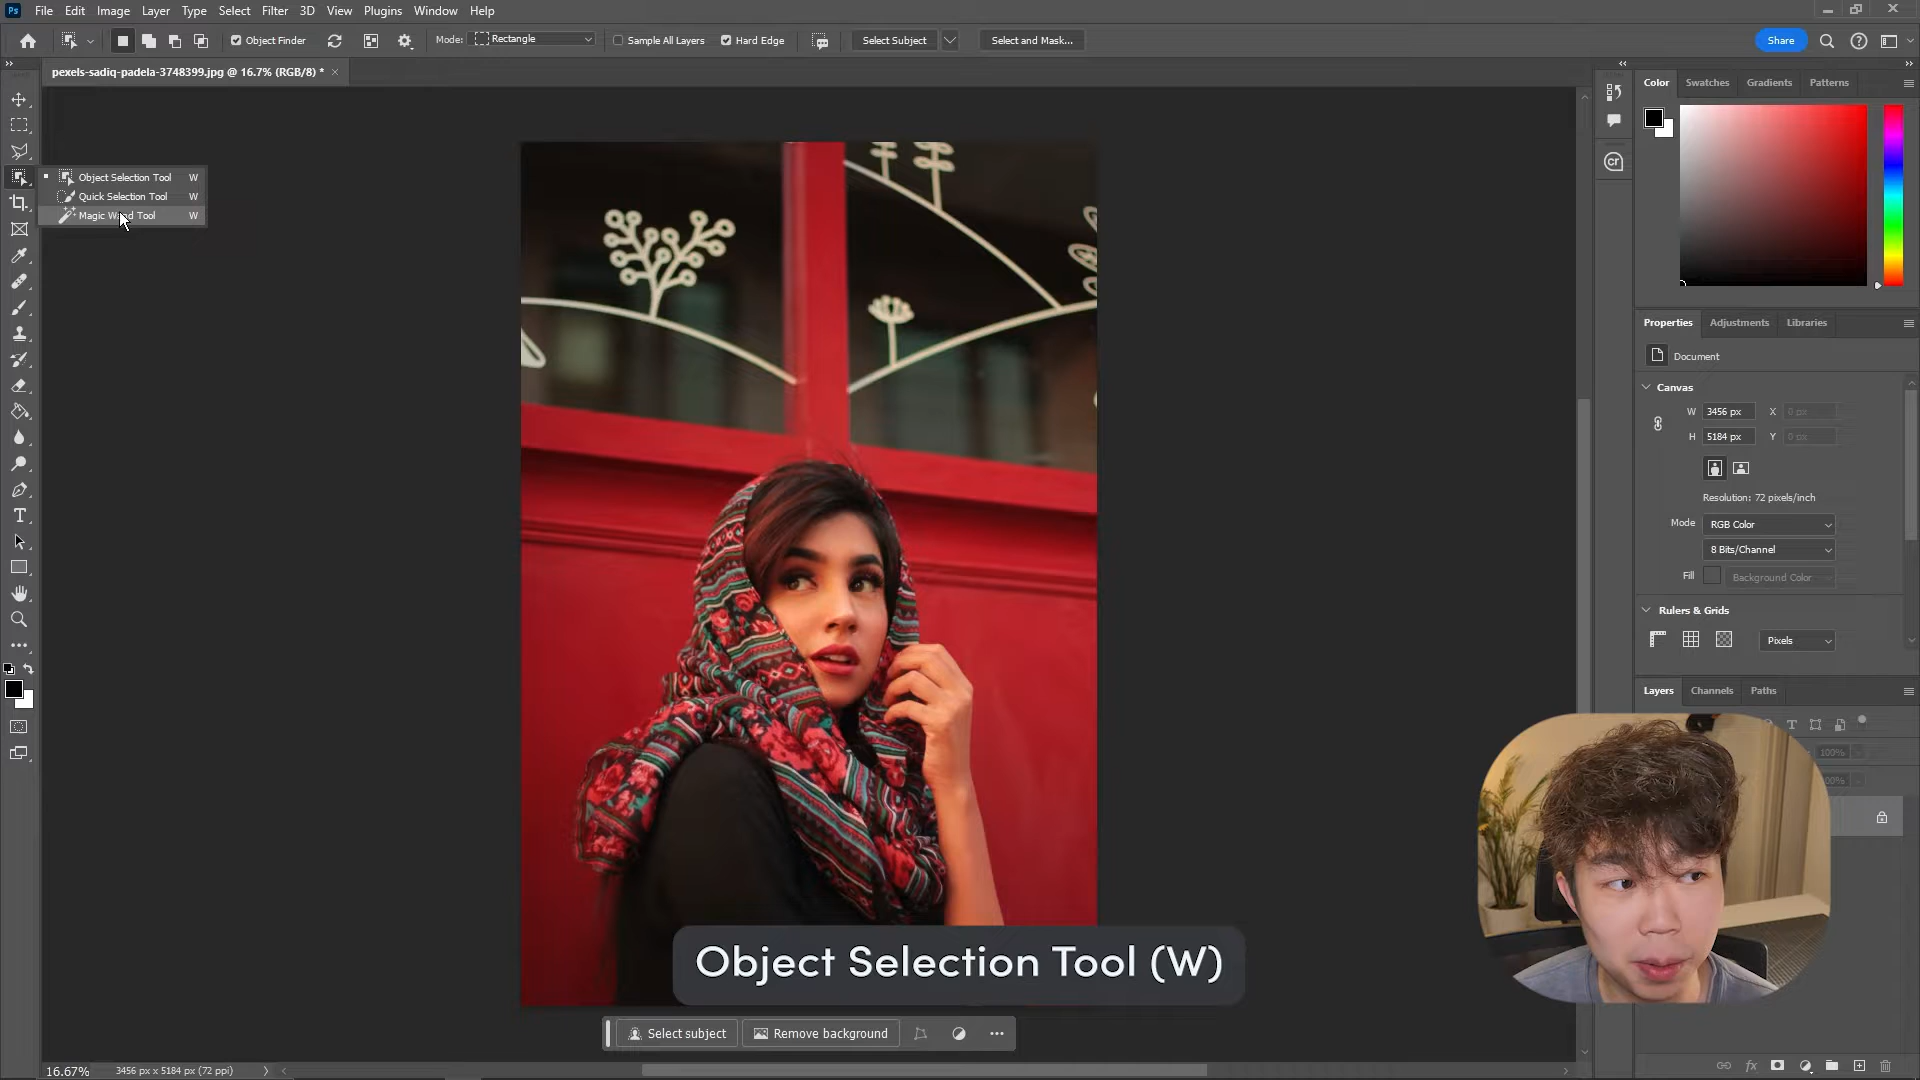 Ps File Edit Image Layer Type Select Filter 3D View Plugins Window Help
Object Finder Mode: Rectangle Sample All Layers Hard Edge Select Subject Select and Mask... Share
pexels-sadiq-padela-3748399.jpg @ 16.7% (RGB/8) * ×
Color Swatches Gradients Patterns
Object Selection Tool W
Quick Selection Tool W
Magic Wand Tool W
Properties Adjustments Libraries
Document
Canvas
W 3456 px X 0 px
H 5184 px Y 0 px
Resolution: 72 pixels/inch
Mode RGB Color
8 Bits/Channel
Fill Background Color
Rulers & Grids
Pixels
Layers Channels Paths
100%
Object Selection Tool (W)
Select subject Remove background
16.67% 3456 px x 5184 px (72 ppi)